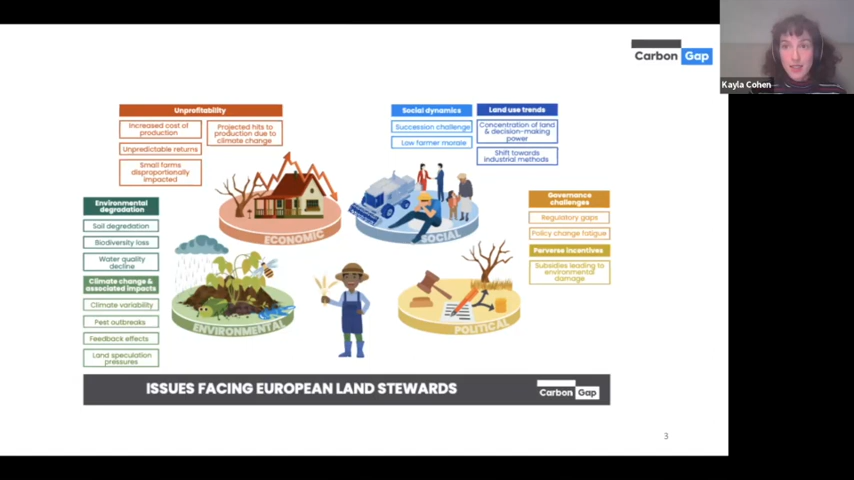 Carbon Gap
Kayla Cohen
Unprofitability
Increased cost of
production
Unpredictable returns
Small farms
disproportionally
impacted
Projected hits to
production due to
climate change
Social dynamics
Succession challenge
Low farmer morale
Land use trends
Concentration of land
& decision-making
power
Shift towards
industrial methods
Environmental
degradation
Soil degradation
Biodiversity loss
Water quality
decline
Climate change &
associated impacts
Climate variability
Pest outbreaks
Feedback effects
Land speculation
pressures
Governance
challenges
Regulatory gaps
Policy change fatigue
Perverse incentives
Subsidies leading to
environmental
damage
ECONOMIC
SOCIAL
ENVIRONMENTAL
POLITICAL
ISSUES FACING EUROPEAN LAND STEWARDS
Carbon Gap
3